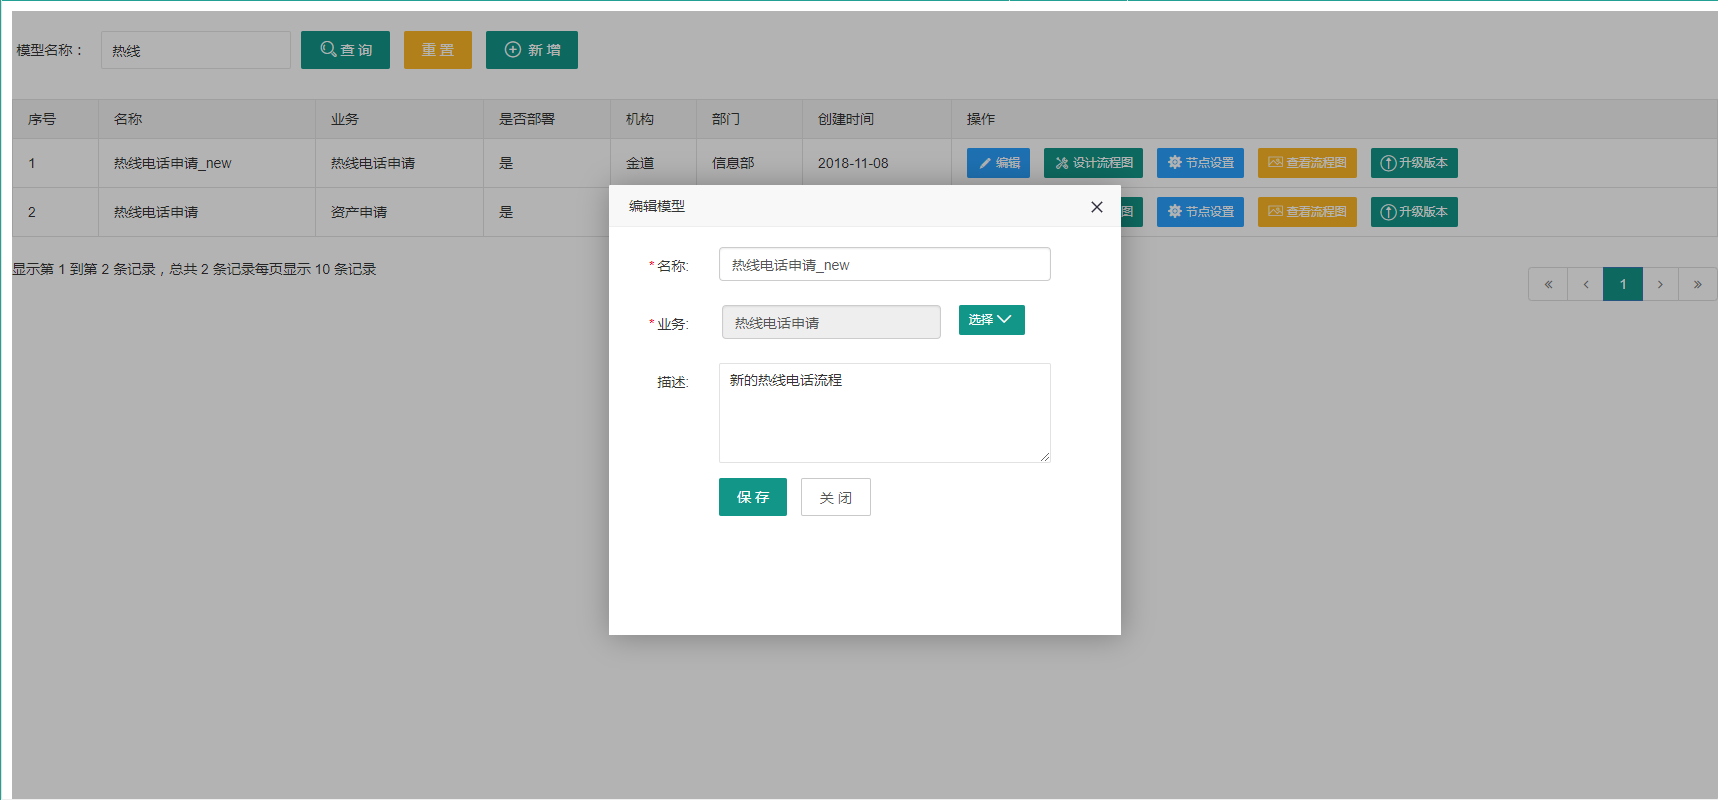 模型名称： 热线 查 询 重 置 新 增
序号 名称 业务 是否部署 机构 部门 创建时间 操作
1 热线电话申请_new 热线电话申请 是 金道 信息部 2018-11-08 编辑 设计流程图 节点设置 查看流程图 升级版本
2 热线电话申请 资产申请 是 图 节点设置 查看流程图 升级版本
显示第 1 到第 2 条记录，总共 2 条记录每页显示 10 条记录
« ‹ 1 › »
编辑模型
*名称: 热线电话申请_new
*业务: 热线电话申请 选择
描述: 新的热线电话流程
保 存 关 闭